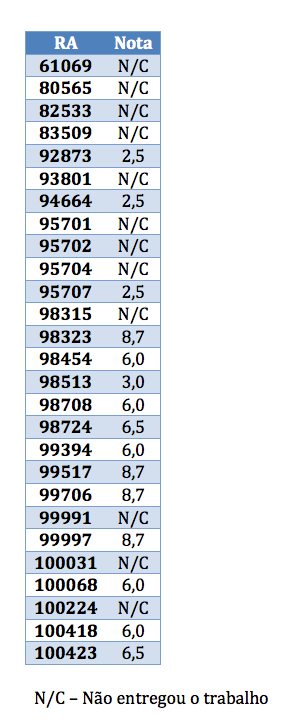 RA Nota
61069 N/C
80565 N/C
82533 N/C
83509 N/C
92873 2,5
93801 N/C
94664 2,5
95701 N/C
95702 N/C
95704 N/C
95707 2,5
98315 N/C
98323 8,7
98454 6,0
98513 3,0
98708 6,0
98724 6,5
99394 6,0
99517 8,7
99706 8,7
99991 N/C
99997 8,7
100031 N/C
100068 6,0
100224 N/C
100418 6,0
100423 6,5
N/C – Não entregou o trabalho